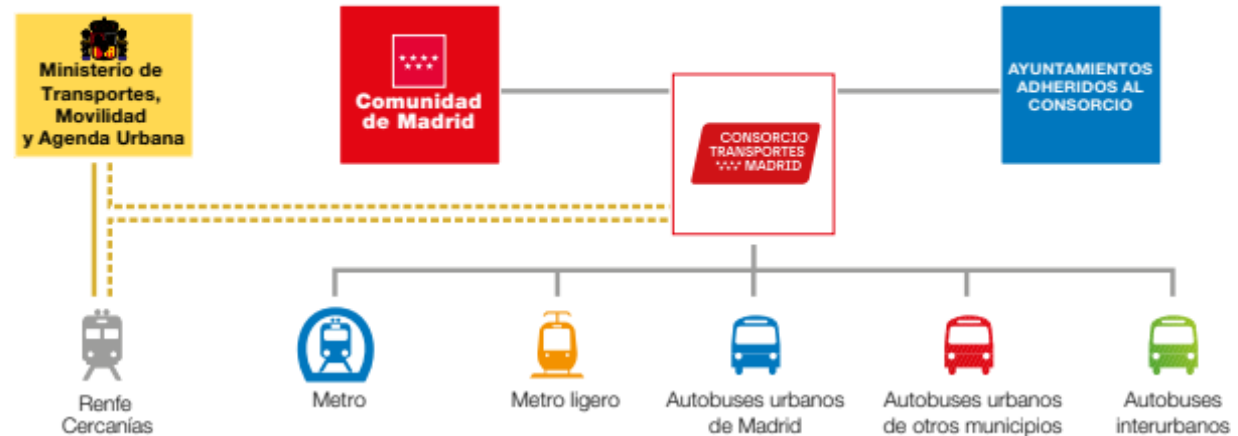 Ministerio de
Transportes,
Movilidad
y Agenda Urbana
Comunidad
de Madrid
CONSORCIO
TRANSPORTES
MADRID
AYUNTAMIENTOS
ADHERIDOS AL
CONSORCIO
Renfe
Cercanías
Metro
Metro ligero
Autobuses urbanos
de Madrid
Autobuses urbanos
de otros municipios
Autobuses
interurbanos